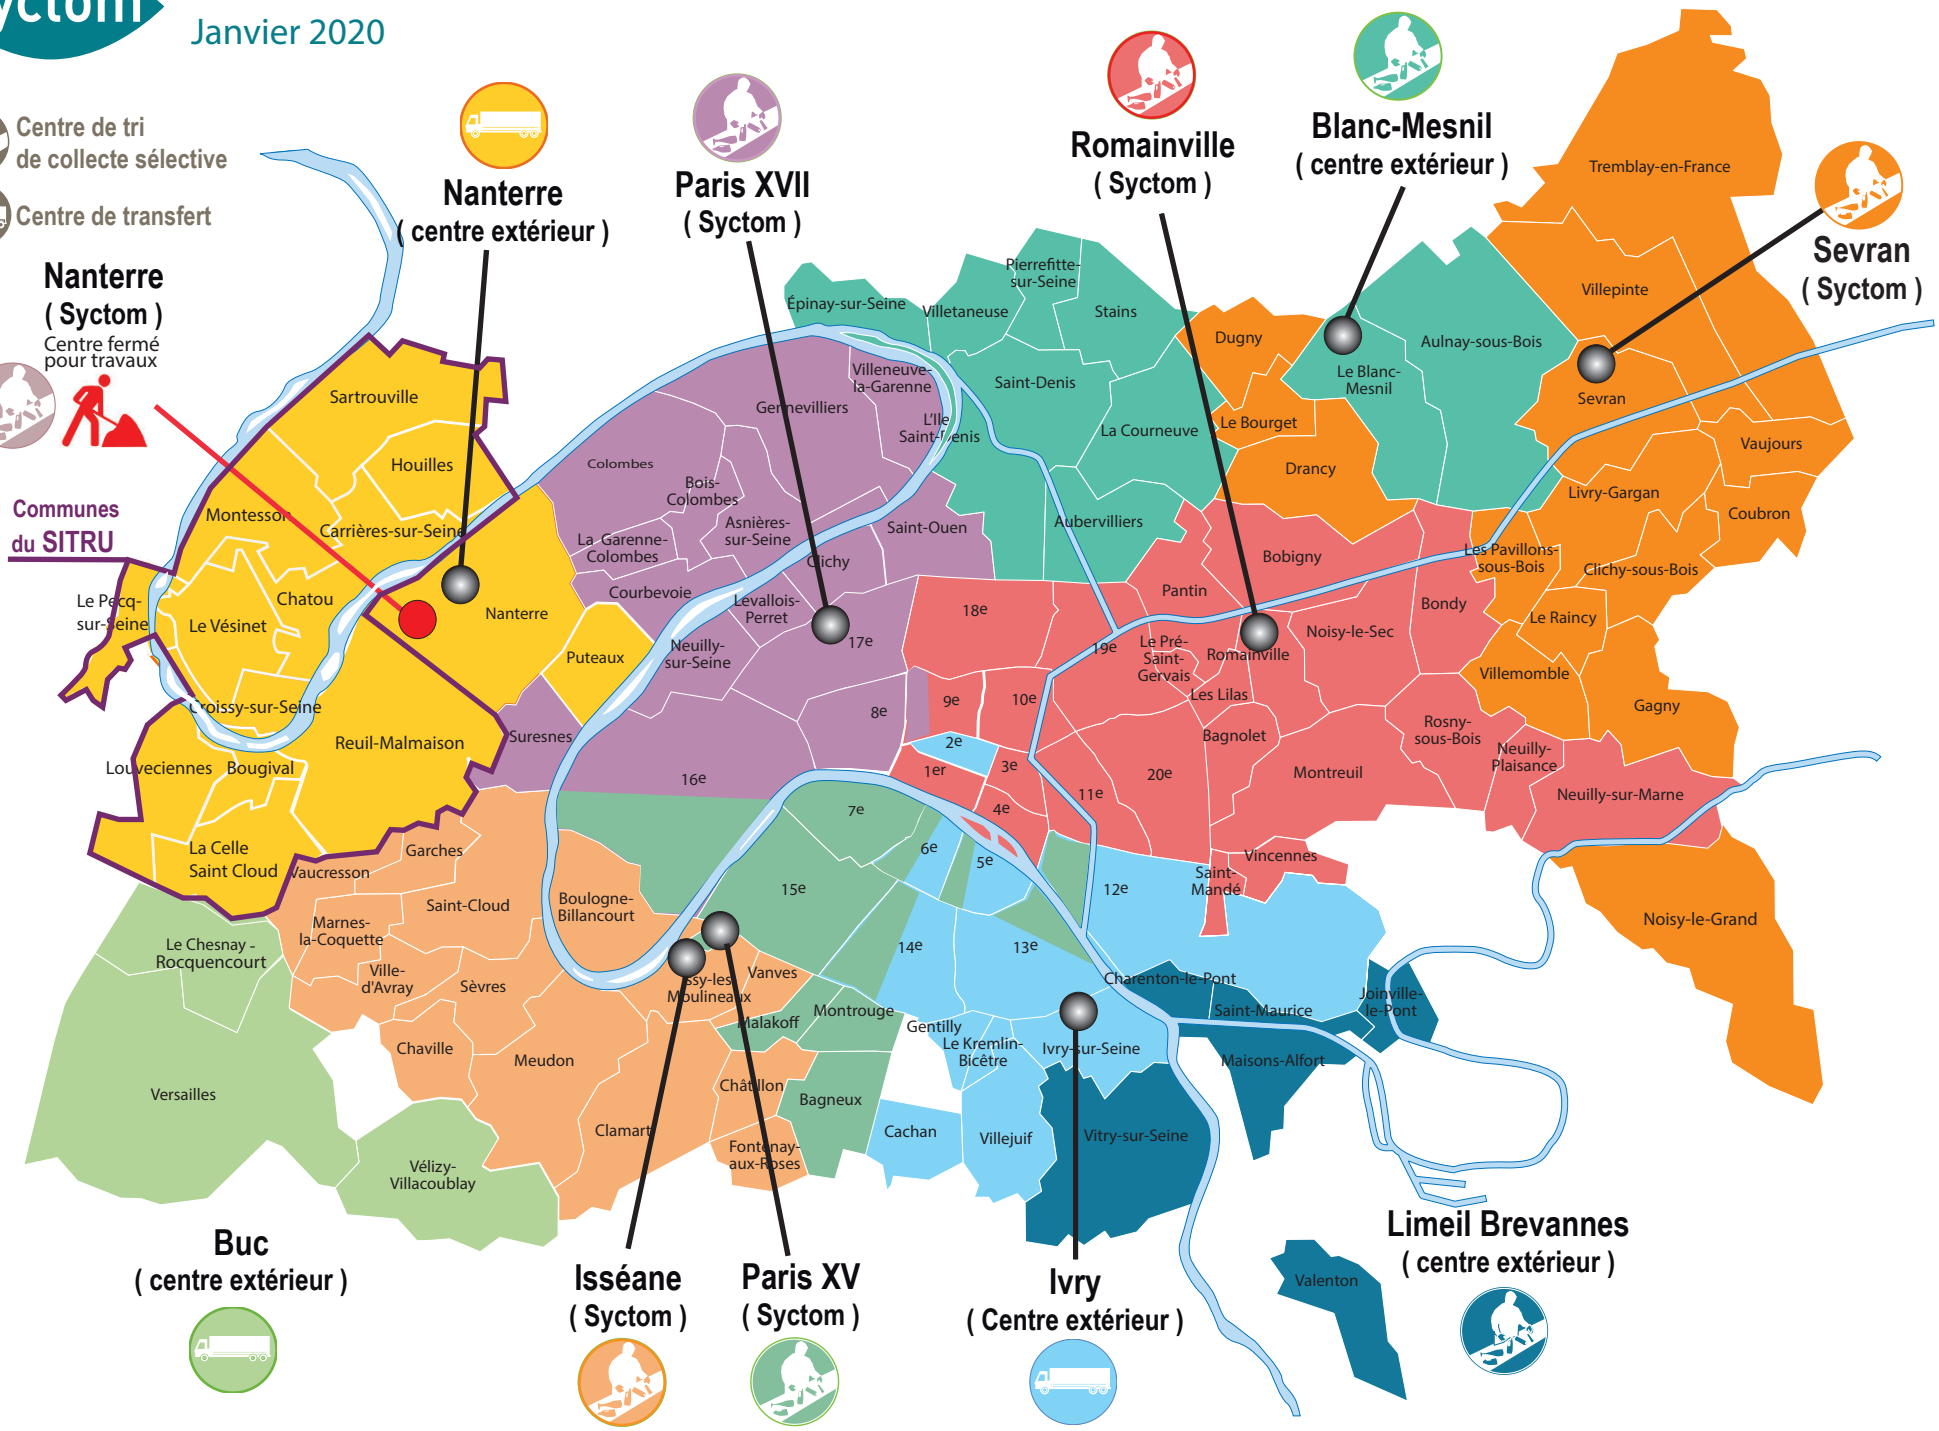 yctom
Janvier 2020
Centre de tri
de collecte sélective
Centre de transfert
Nanterre
( Syctom )
Centre fermé
pour travaux
Nanterre
( centre extérieur )
Paris XVII
( Syctom )
Romainville
( Syctom )
Blanc-Mesnil
( centre extérieur )
Sevran
( Syctom )
Communes
du SITRU
Sartrouville
Houilles
Montesson
Carrières-sur-Seine
Le Pecq-
sur-Seine
Le Vésinet
Chatou
Croissy-sur-Seine
Nanterre
Puteaux
Reuil-Malmaison
Louveciennes
Bougival
La Celle
Saint Cloud
Suresnes
Colombes
Bois-
Colombes
La Garenne-
Colombes
Asnières-
sur-Seine
Gennevilliers
Villeneuve-
la-Garenne
L'Ile
Saint-Denis
Courbevoie
Levallois-
Perret
Neuilly-
sur-Seine
Clichy
Saint-Ouen
Épinay-sur-Seine
Villetaneuse
Pierrefitte-
sur-Seine
Stains
Saint-Denis
La Courneuve
Aubervilliers
Dugny
Le Bourget
Drancy
Le Blanc-
Mesnil
Aulnay-sous-Bois
Tremblay-en-France
Villepinte
Sevran
Vaujours
Livry-Gargan
Coubron
Les Pavillons-
sous-Bois
Clichy-sous-Bois
Le Raincy
Villemomble
Gagny
Noisy-le-Grand
Bobigny
Pantin
Bondy
Noisy-le-Sec
Le Pré-
Saint-
Gervais
Romainville
Les Lilas
Bagnolet
Montreuil
Rosny-
sous-Bois
Neuilly-
Plaisance
Neuilly-sur-Marne
Vincennes
Saint-
Mandé
17e
18e
19e
8e
9e
10e
2e
1er
3e
4e
11e
20e
16e
7e
6e
5e
12e
15e
14e
13e
Garches
Vaucresson
Saint-Cloud
Marnes-
la-Coquette
Ville-
d'Avray
Sèvres
Boulogne-
Billancourt
Chaville
Meudon
Clamart
ssy-les
Moulineaux
Vanves
Malakoff
Montrouge
Châtillon
Bagneux
Fontenay-
aux-Roses
Le Chesnay -
Rocquencourt
Versailles
Vélizy-
Villacoublay
Gentilly
Le Kremlin-
Bicêtre
Ivry-sur-Seine
Cachan
Villejuif
Vitry-sur-Seine
Charenton-le-Pont
Saint-Maurice
Joinville-
le-Pont
Maisons-Alfort
Valenton
Buc
( centre extérieur )
Isséane
( Syctom )
Paris XV
( Syctom )
Ivry
( Centre extérieur )
Limeil Brevannes
( centre extérieur )